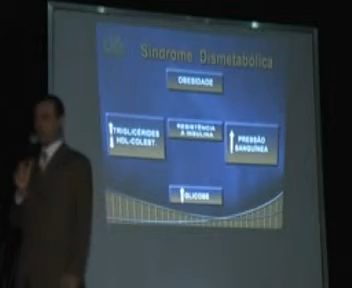 Síndrome Dismetabólica
OBESIDADE
TRIGLICÉRIDES
HDL-COLEST.
RESISTÊNCIA
À INSULINA
PRESSÃO
SANGUÍNEA
GLICOSE